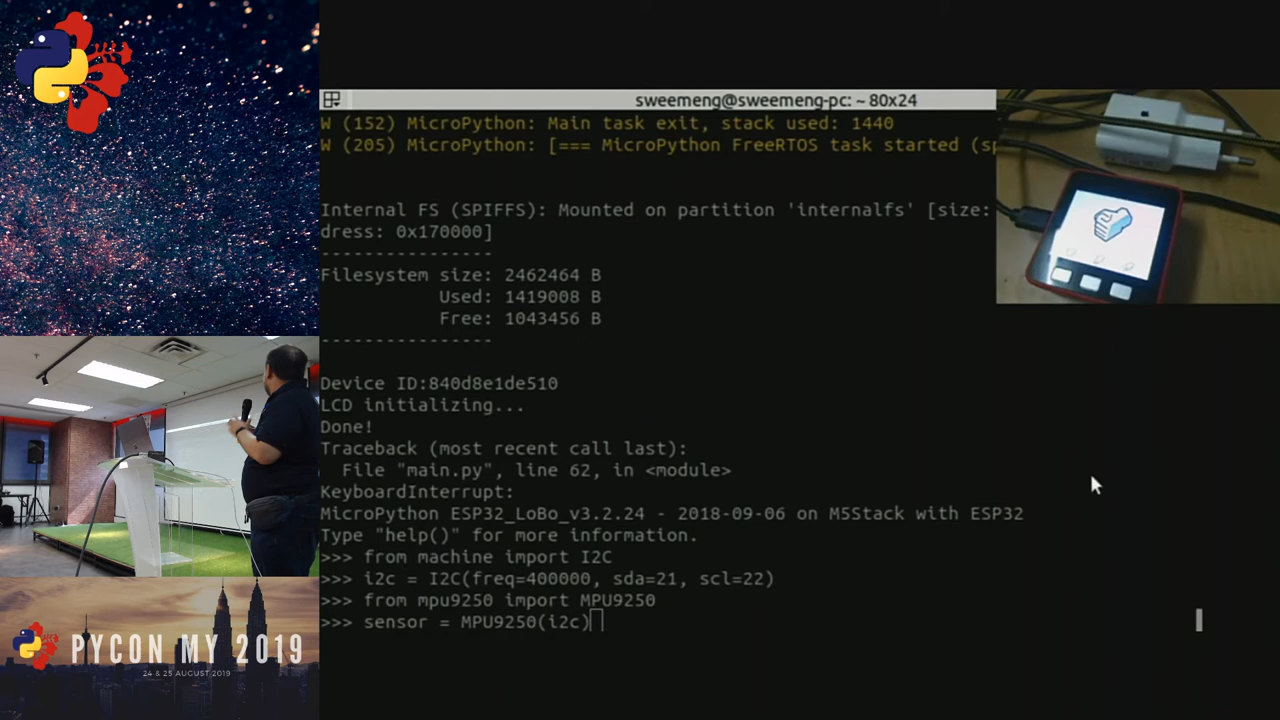 sweemeng@sweemeng-pc: ~ 80x24
W (152) MicroPython: Main task exit, stack used: 1440
W (205) MicroPython: [=== MicroPython FreeRTOS task started (sp
Internal FS (SPIFFS): Mounted on partition 'internalfs' [size:
dress: 0x170000]
----------------
Filesystem size: 2462464 B
Used: 1419008 B
Free: 1043456 B
----------------
Device ID:840d8e1de510
LCD initializing...
Done!
Traceback (most recent call last):
File "main.py", line 62, in <module>
KeyboardInterrupt:
MicroPython ESP32_LoBo_v3.2.24 - 2018-09-06 on M5Stack with ESP32
Type "help()" for more information.
>>> from machine import I2C
>>> i2c = I2C(freq=400000, sda=21, scl=22)
>>> from mpu9250 import MPU9250
>>> sensor = MPU9250(i2c)
PYCON MY 2019
24 & 25 AUGUST 2019